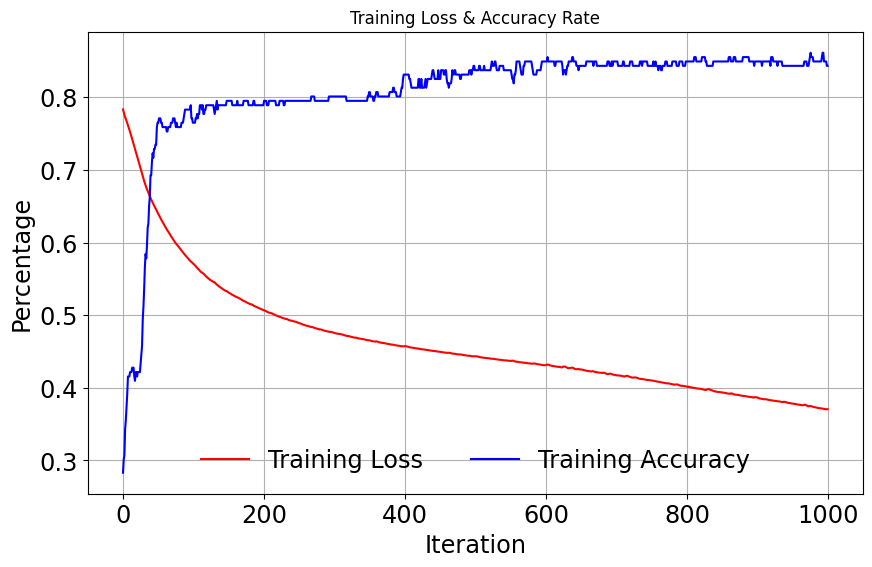 Training Loss & Accuracy Rate
Percentage
0.8
0.7
0.6
0.5
0.4
0.3
Training Loss Training Accuracy
0 200 400 600 800 1000
Iteration